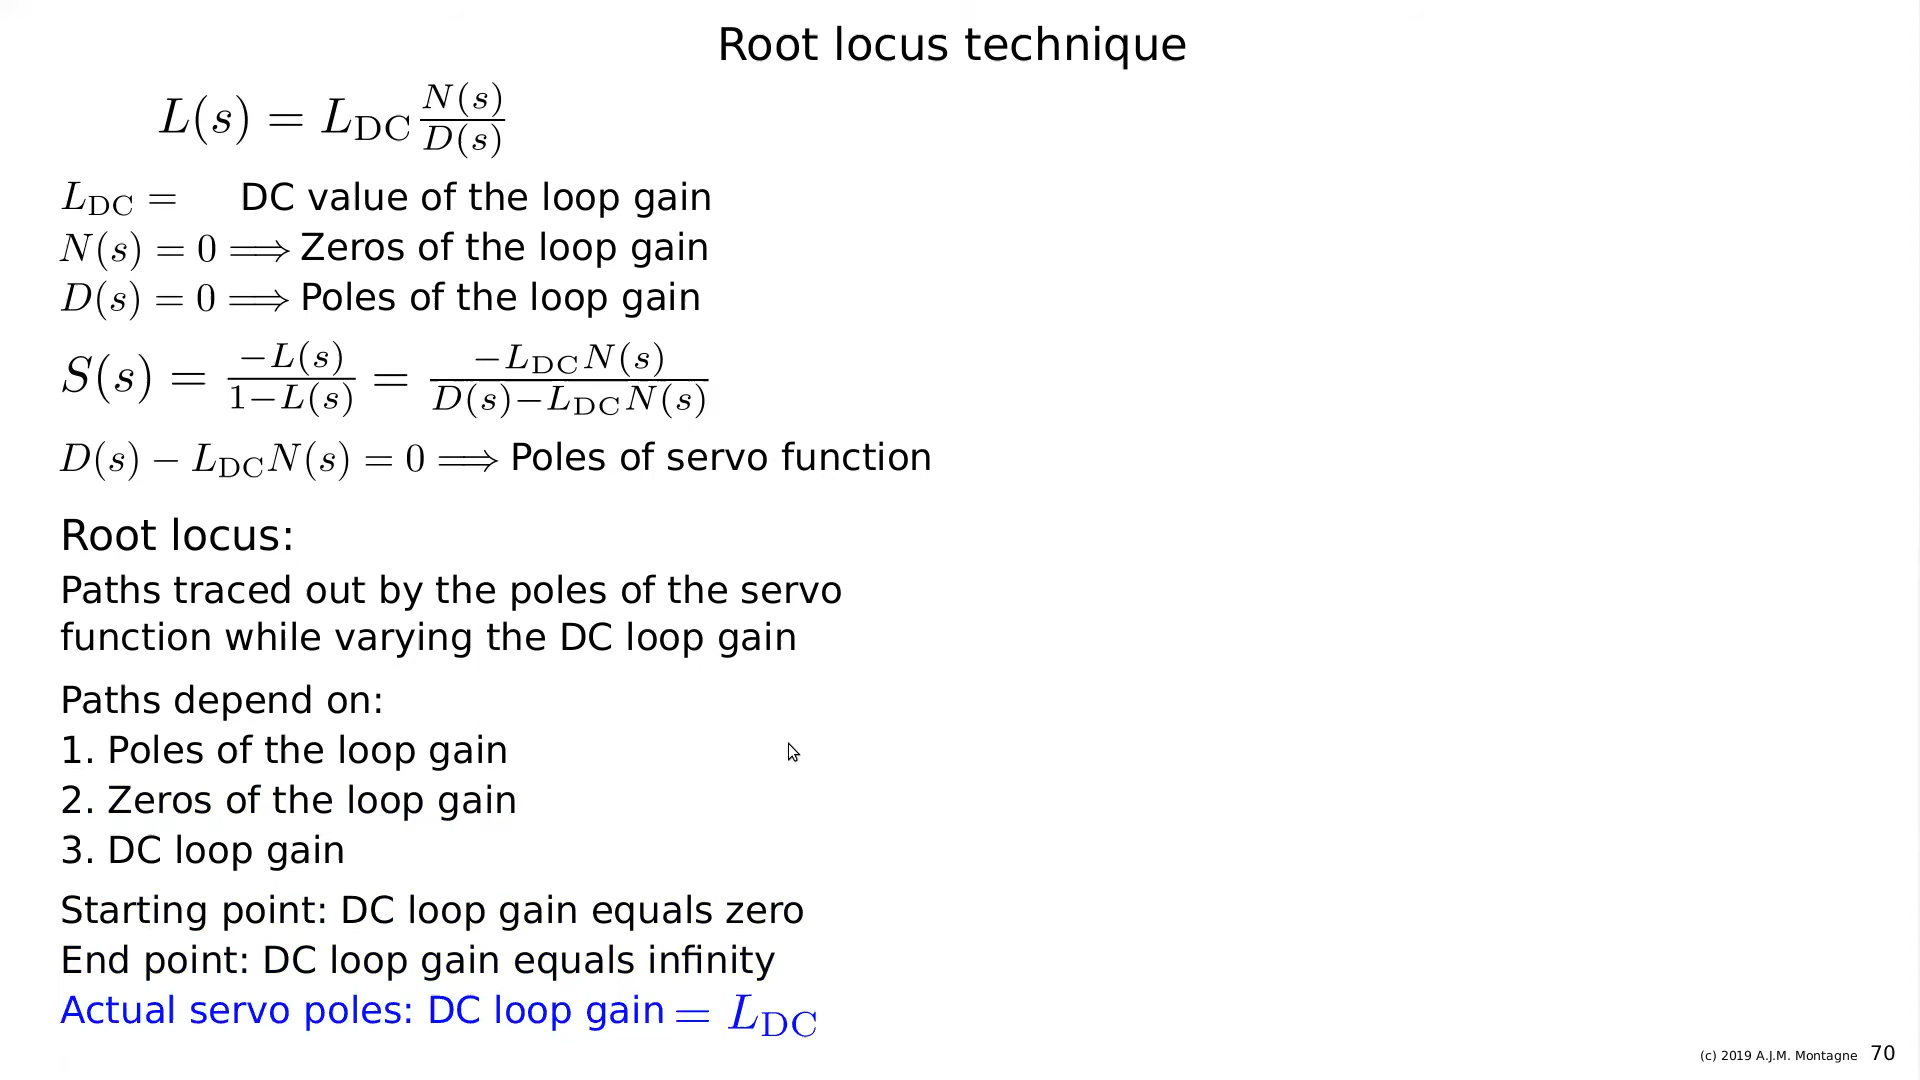 Root locus technique
L(s) = L_DC N(s)/D(s)
L_DC = DC value of the loop gain
N(s) = 0 ⟹ Zeros of the loop gain
D(s) = 0 ⟹ Poles of the loop gain
S(s) = −L(s)/(1−L(s)) = −L_DC N(s)/(D(s)−L_DC N(s))
D(s) − L_DC N(s) = 0 ⟹ Poles of servo function
Root locus:
Paths traced out by the poles of the servo
function while varying the DC loop gain
Paths depend on:
1. Poles of the loop gain
2. Zeros of the loop gain
3. DC loop gain
Starting point: DC loop gain equals zero
End point: DC loop gain equals infinity
Actual servo poles: DC loop gain = L_DC
(c) 2019 A.J.M. Montagne 70